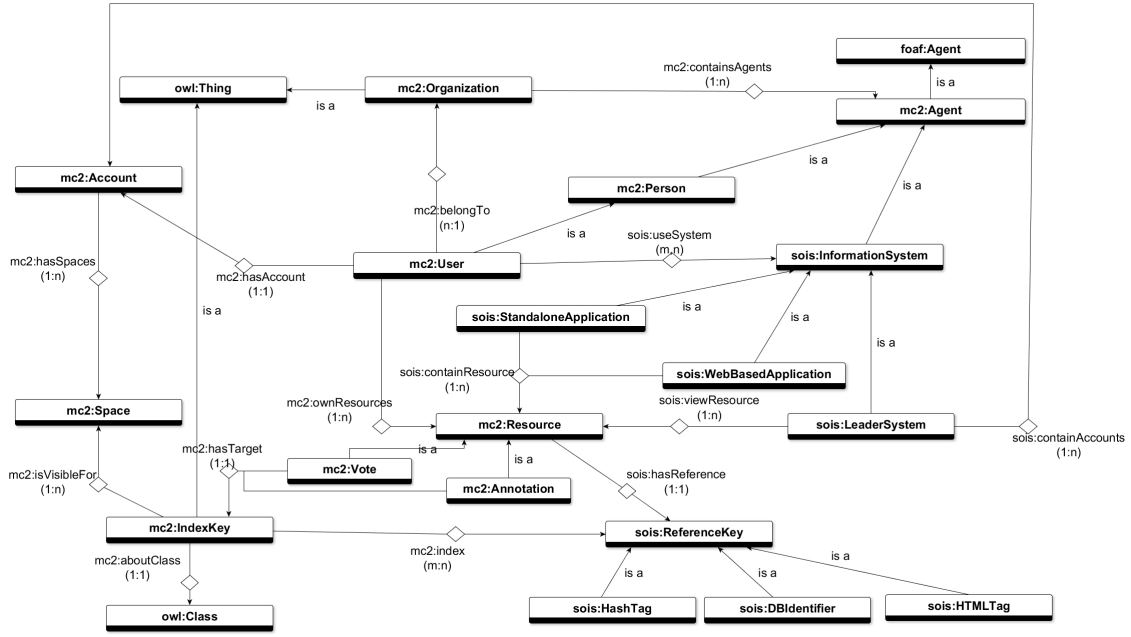 foaf:Agent
mc2:containsAgents
(1:n)
is a
owl:Thing
mc2:Organization
is a
mc2:Agent
is a
mc2:Account
mc2:Person
is a
mc2:belongTo
(n:1)
is a
sois:useSystem
(m,n)
mc2:hasSpaces
(1:n)
mc2:hasAccount
(1:1)
mc2:User
sois:InformationSystem
is a
sois:StandaloneApplication
is a
is a
is a
sois:containResource
(1:n)
sois:WebBasedApplication
mc2:Space
mc2:ownResources
(1:n)
mc2:Resource
sois:viewResource
(1:n)
sois:LeaderSystem
sois:containAccounts
(1:n)
mc2:hasTarget
(1:1)
is a
mc2:Vote
is a
mc2:isVisibleFor
(1:n)
mc2:Annotation
sois:hasReference
(1:1)
mc2:IndexKey
sois:ReferenceKey
mc2:index
(m:n)
mc2:aboutClass
(1:1)
is a
is a
is a
owl:Class
sois:HashTag
sois:DBIdentifier
sois:HTMLTag